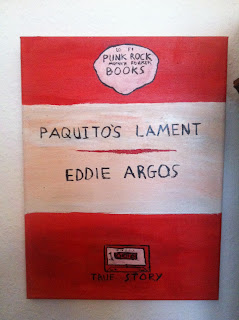 PUNK ROCK
BOOKS
PAQUITO'S LAMENT
EDDIE ARGOS
TRUE STORY